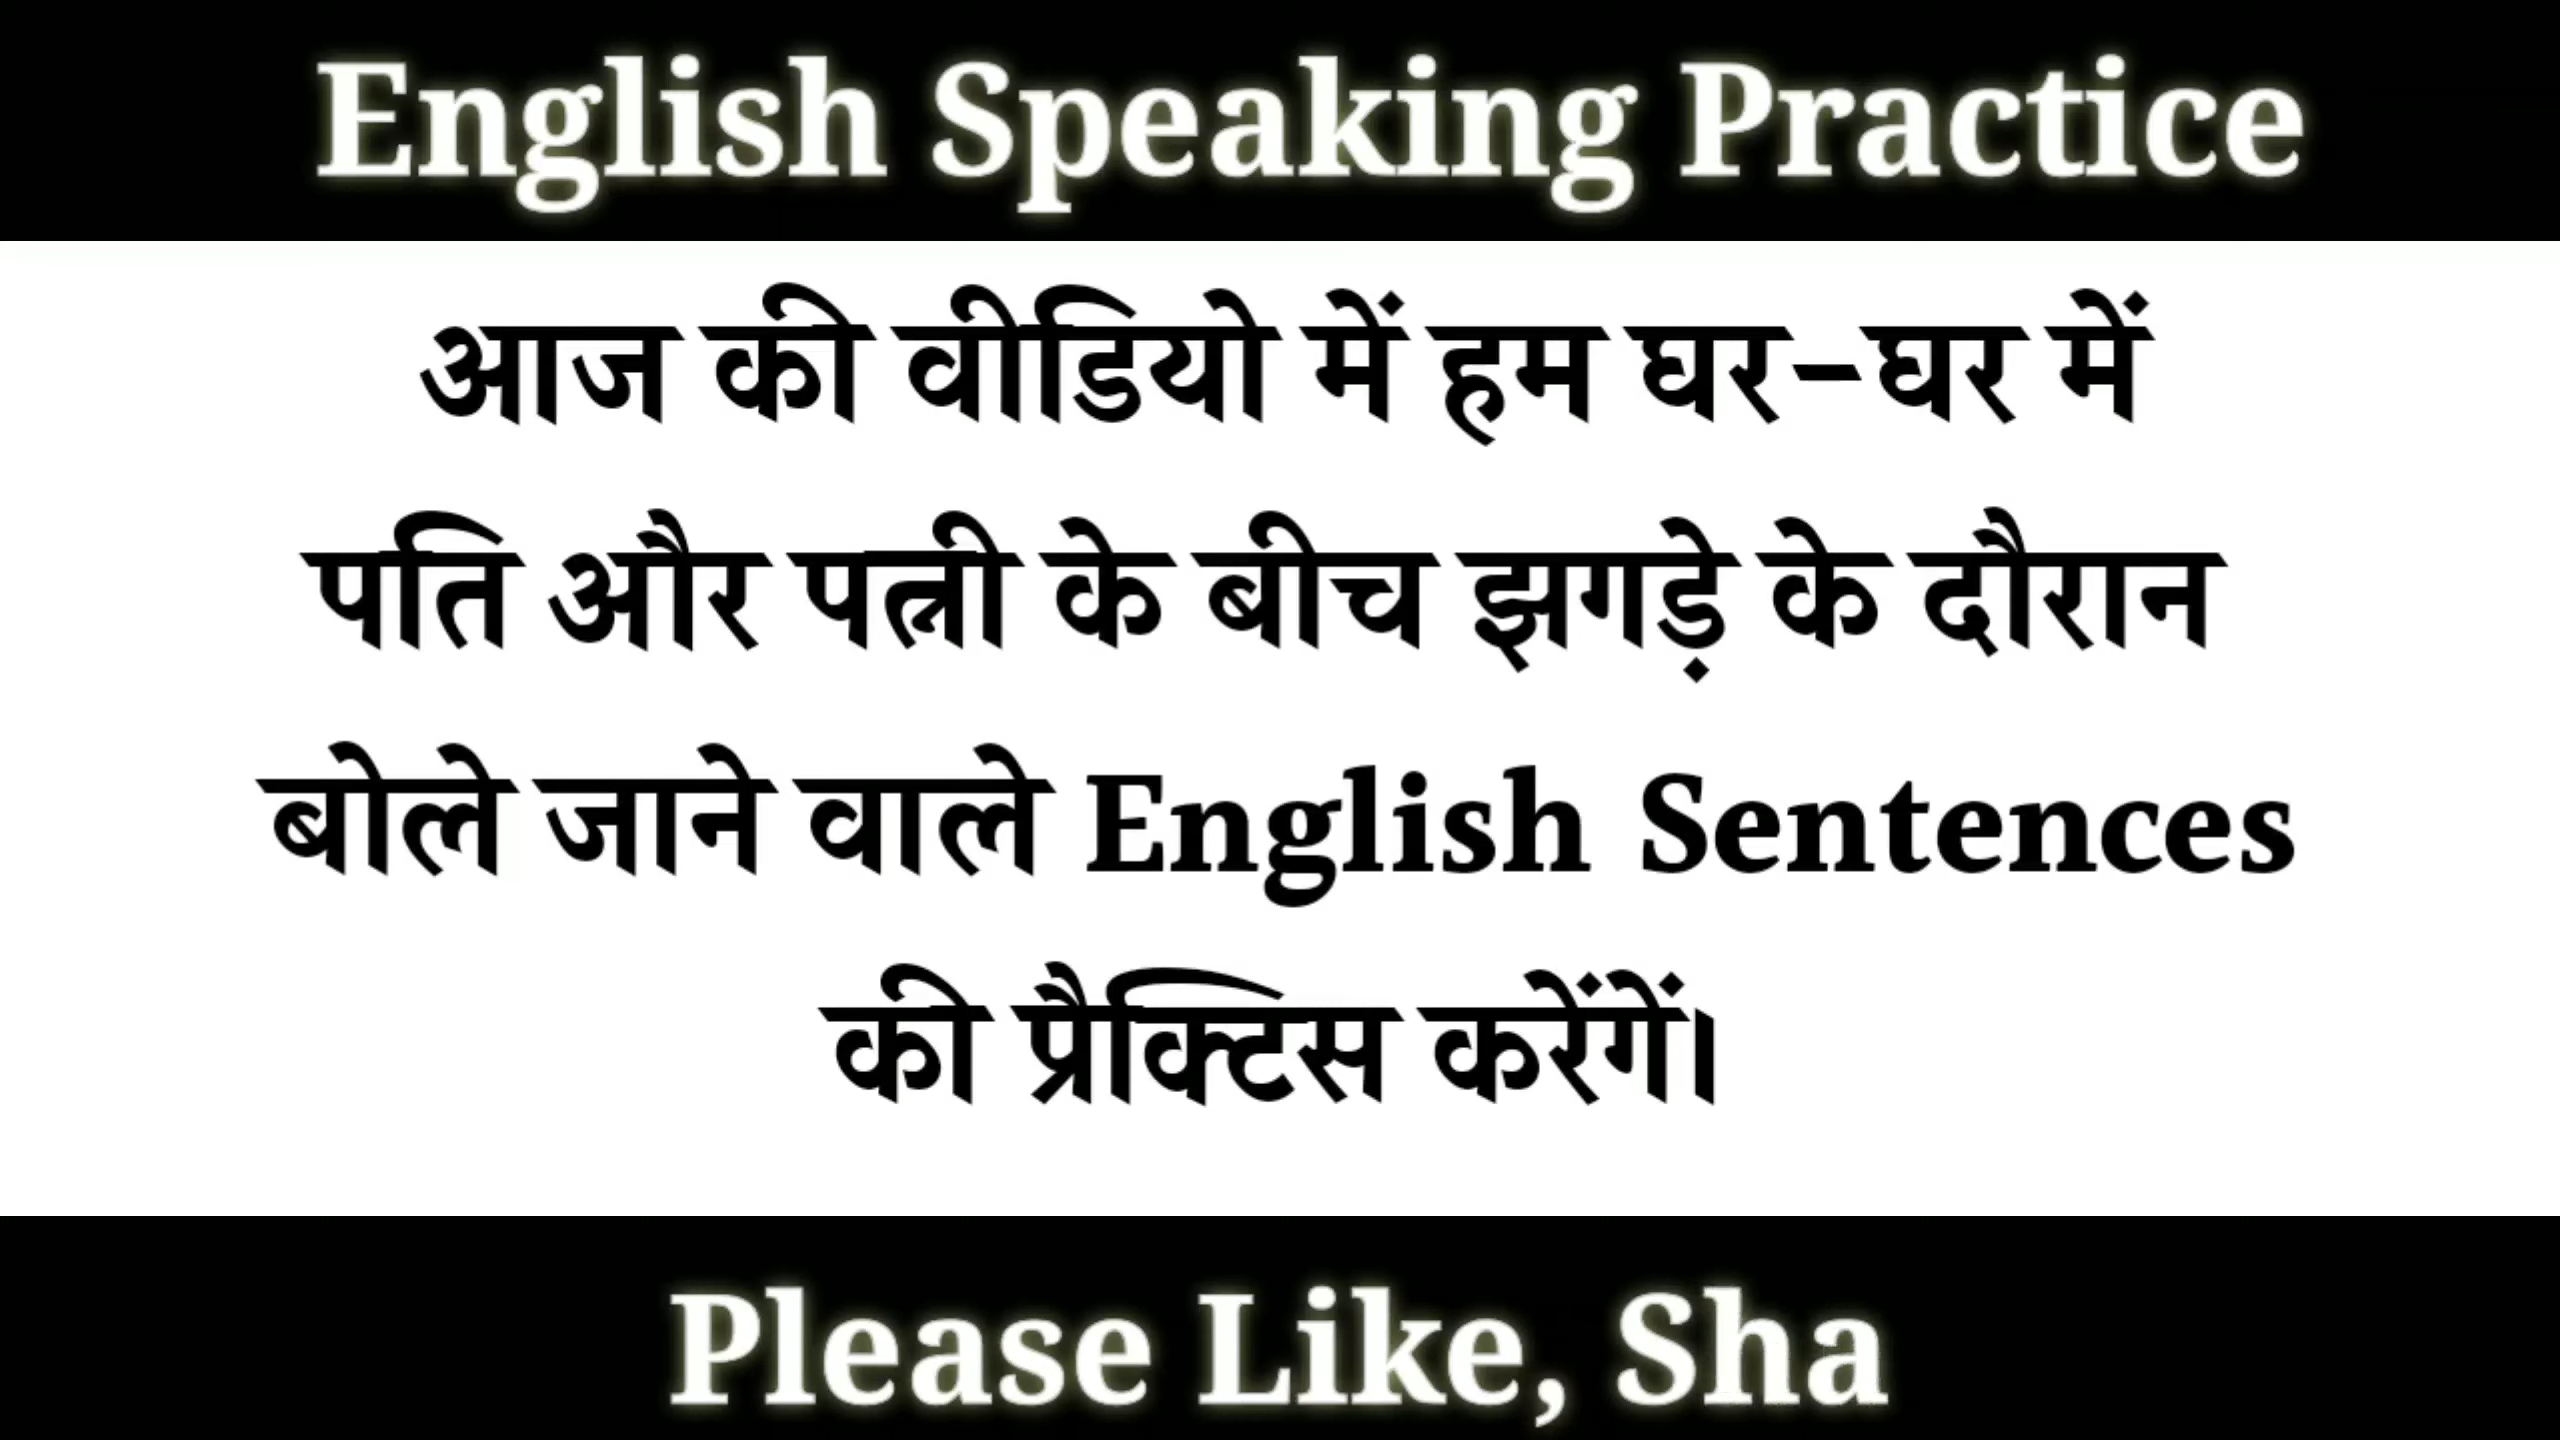 English Speaking Practice
आज की वीडियो में हम घर-घर में
पति और पत्नी के बीच झगड़े के दौरान
बोले जाने वाले English Sentences
की प्रैक्टिस करेंगें।
Please Like, Sha